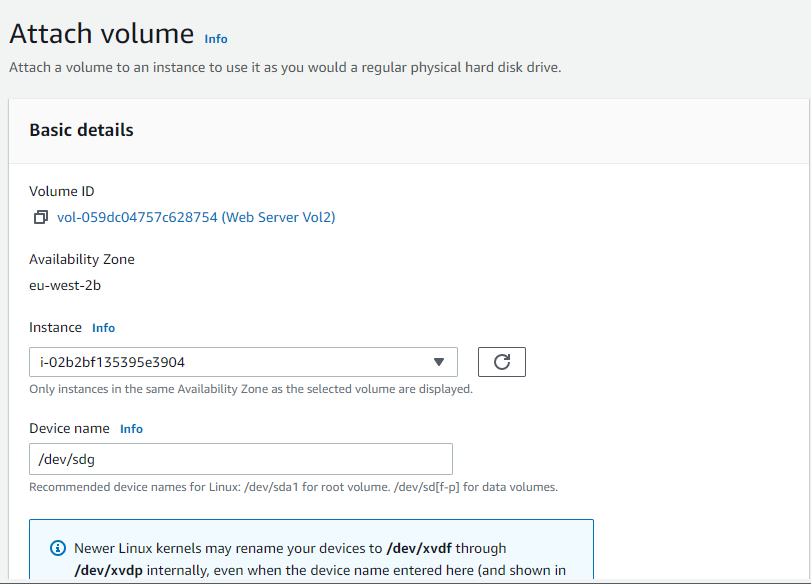 Attach volume Info
Attach a volume to an instance to use it as you would a regular physical hard disk drive.
Basic details
Volume ID
vol-059dc04757c628754 (Web Server Vol2)
Availability Zone
eu-west-2b
Instance Info
i-02b2bf135395e3904
Only instances in the same Availability Zone as the selected volume are displayed.
Device name Info
/dev/sdg
Recommended device names for Linux: /dev/sda1 for root volume. /dev/sd[f-p] for data volumes.
Newer Linux kernels may rename your devices to /dev/xvdf through
/dev/xvdp internally, even when the device name entered here (and shown in